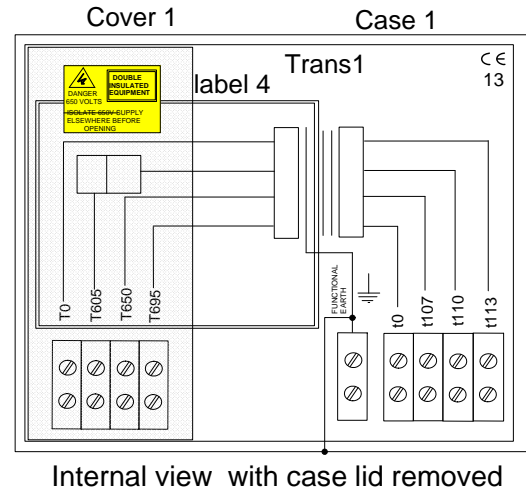 Cover 1
Case 1
Trans1
CE
13
label 4
DANGER
650 VOLTS
DOUBLE
INSULATED
EQUIPMENT
ISOLATE 650V SUPPLY
ELSEWHERE BEFORE
OPENING
T0
T605
T650
T695
FUNCTIONAL
EARTH
t0
t107
t110
t113
Internal view with case lid removed